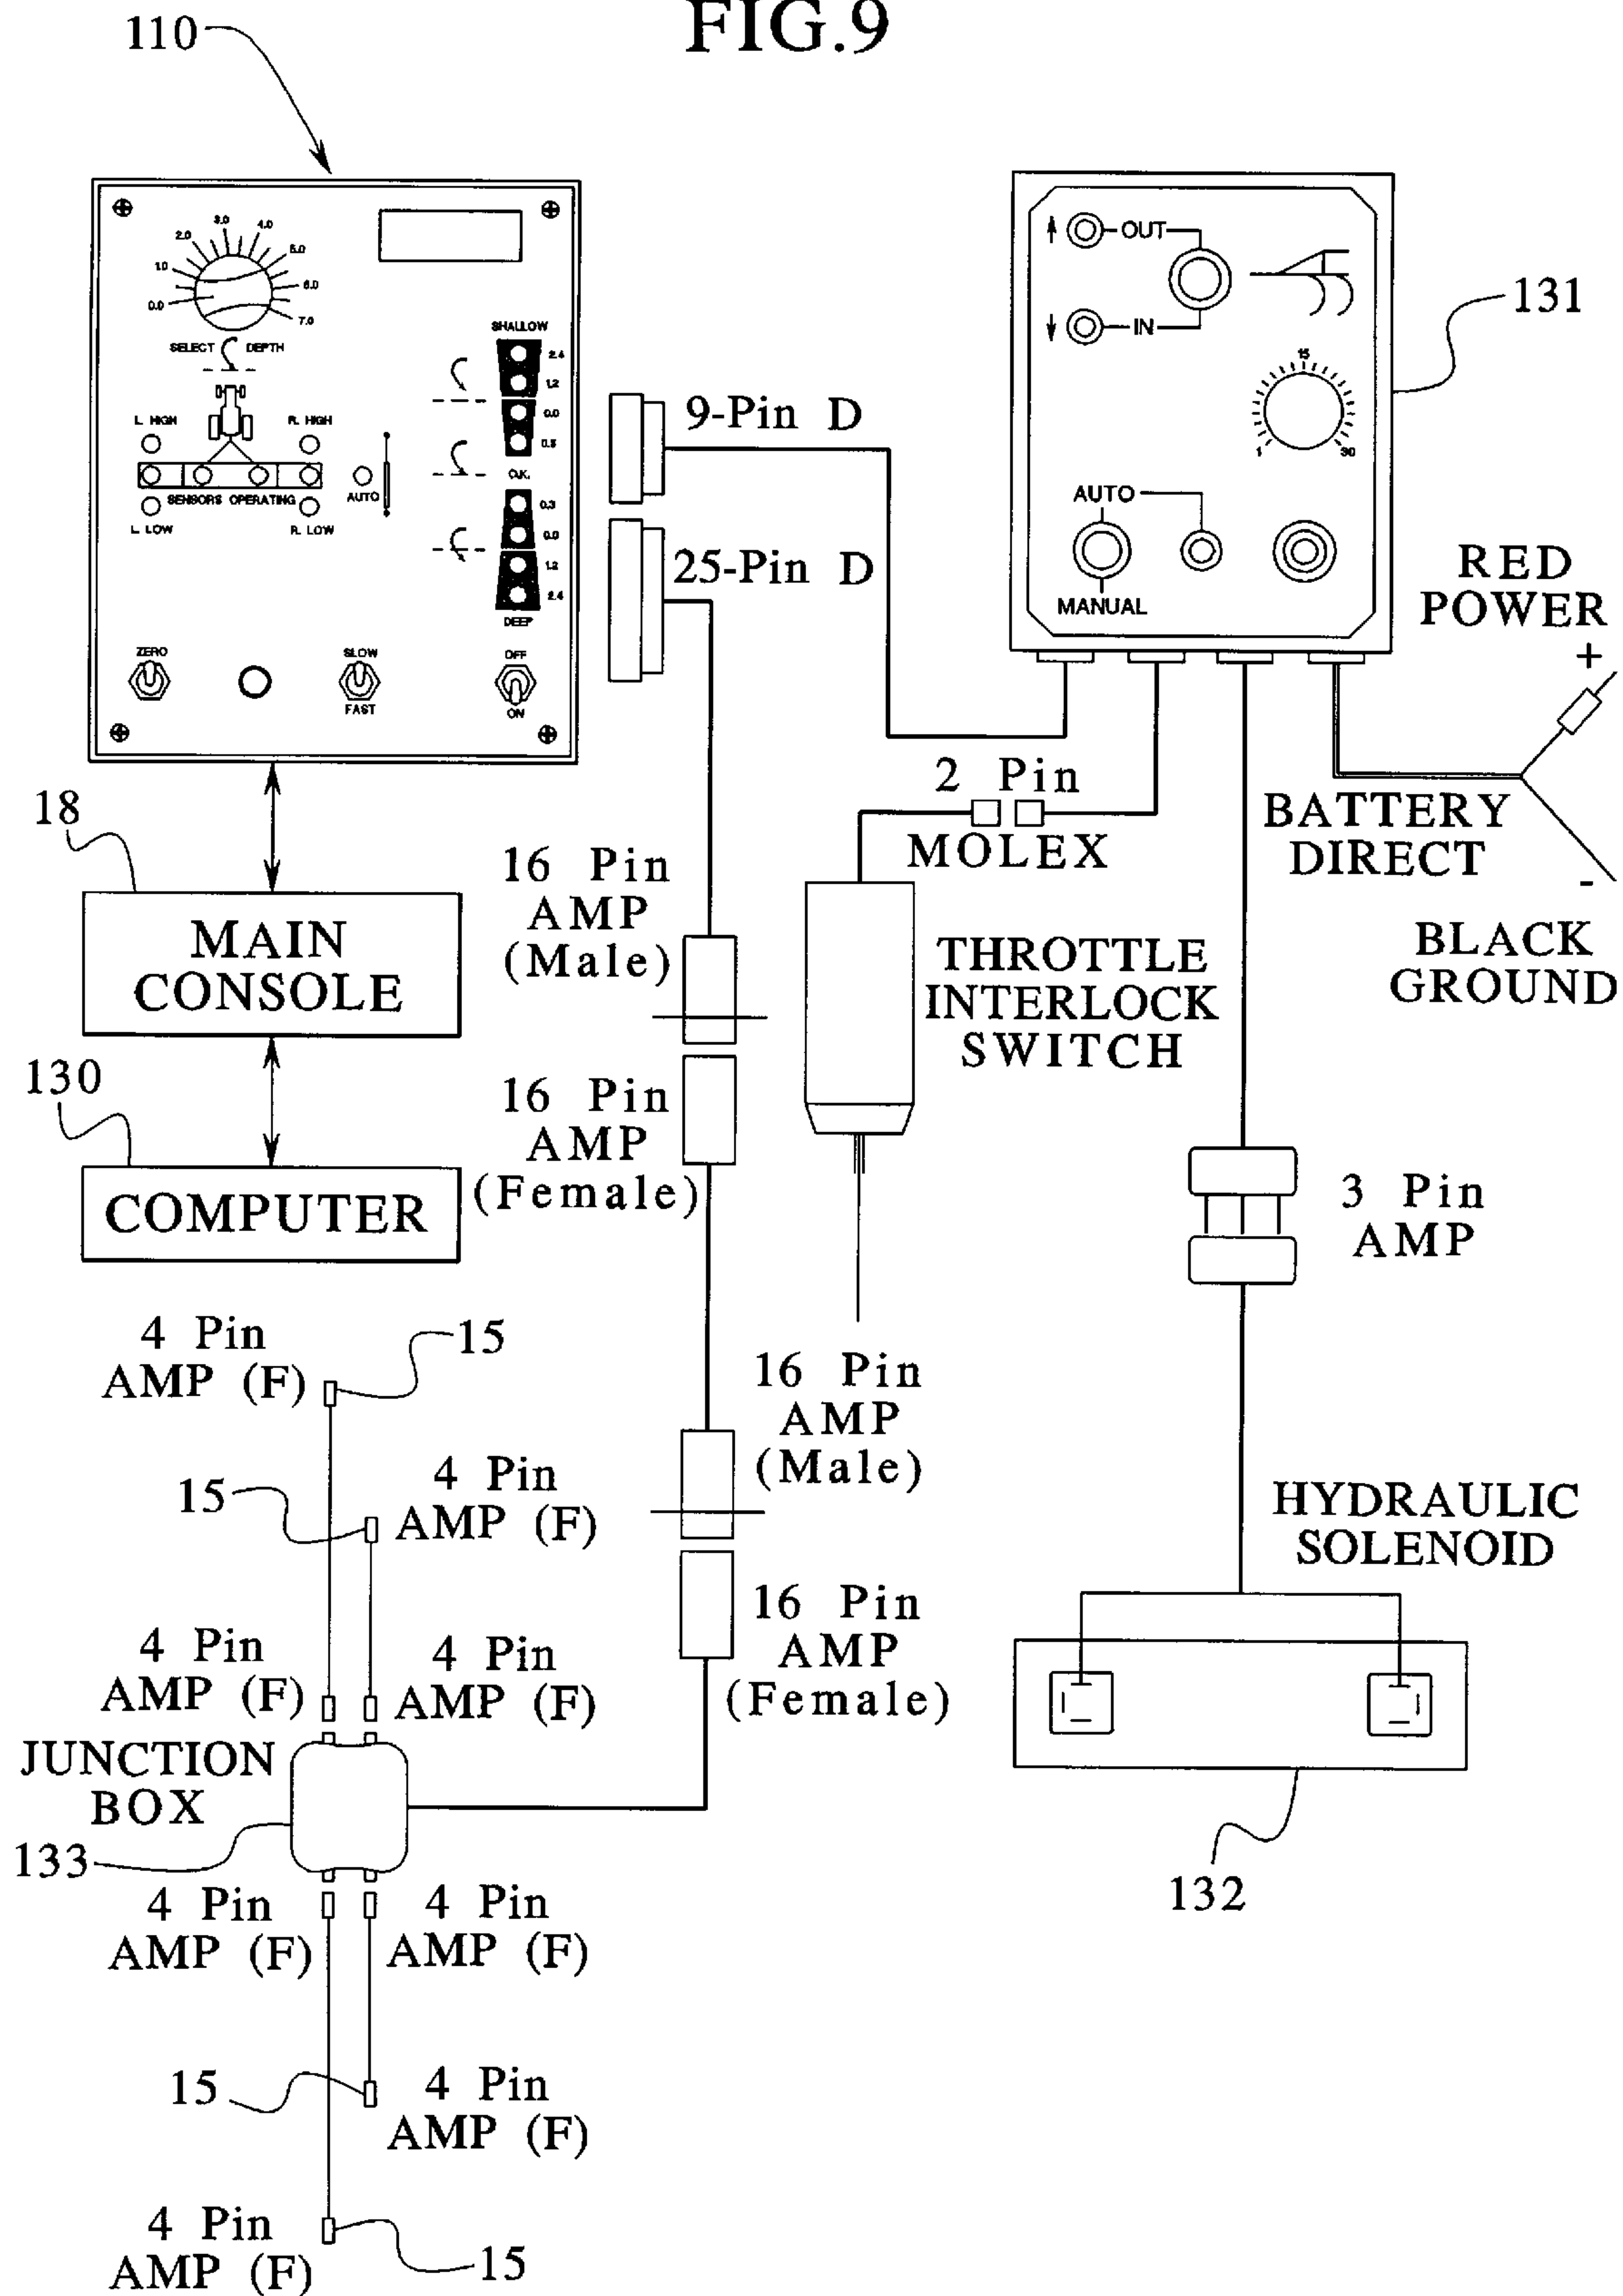 FIG.9
110
3.0
2.0
4.0
1.0
5.0
0.0
6.0
7.0
SELECT DEPTH
SHALLOW
2.4
1.2
0.0
L HIGH
R. HIGH
O.K.
SENSORS OPERATING
AUTO
L LOW
R. LOW
0.3
0.0
1.2
2.4
DEEP
ZERO
SLOW
FAST
OFF
ON
9-Pin D
25-Pin D
OUT
IN
131
15
1
30
AUTO
MANUAL
RED
POWER
+
BATTERY
DIRECT
-
BLACK
GROUND
2 Pin
MOLEX
18
MAIN
CONSOLE
130
COMPUTER
16 Pin
AMP
(Male)
16 Pin
AMP
(Female)
THROTTLE
INTERLOCK
SWITCH
3 Pin
AMP
4 Pin
AMP (F)
15
15
4 Pin
AMP (F)
16 Pin
AMP
(Male)
HYDRAULIC
SOLENOID
4 Pin
AMP (F)
4 Pin
AMP (F)
16 Pin
AMP
(Female)
JUNCTION
BOX
133
132
4 Pin
AMP (F)
4 Pin
AMP (F)
15
4 Pin
AMP (F)
4 Pin
AMP (F)
15